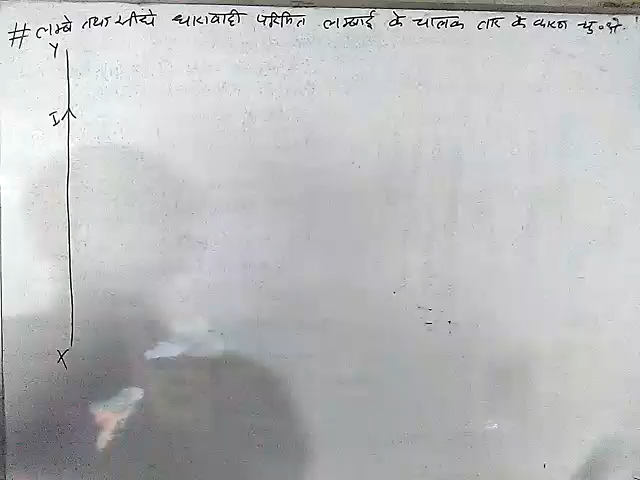 # लम्बे तथा सीधे धारावाही परिमित लम्बाई के चालक तार के कारण चु॰ क्षे॰
Y
I
X